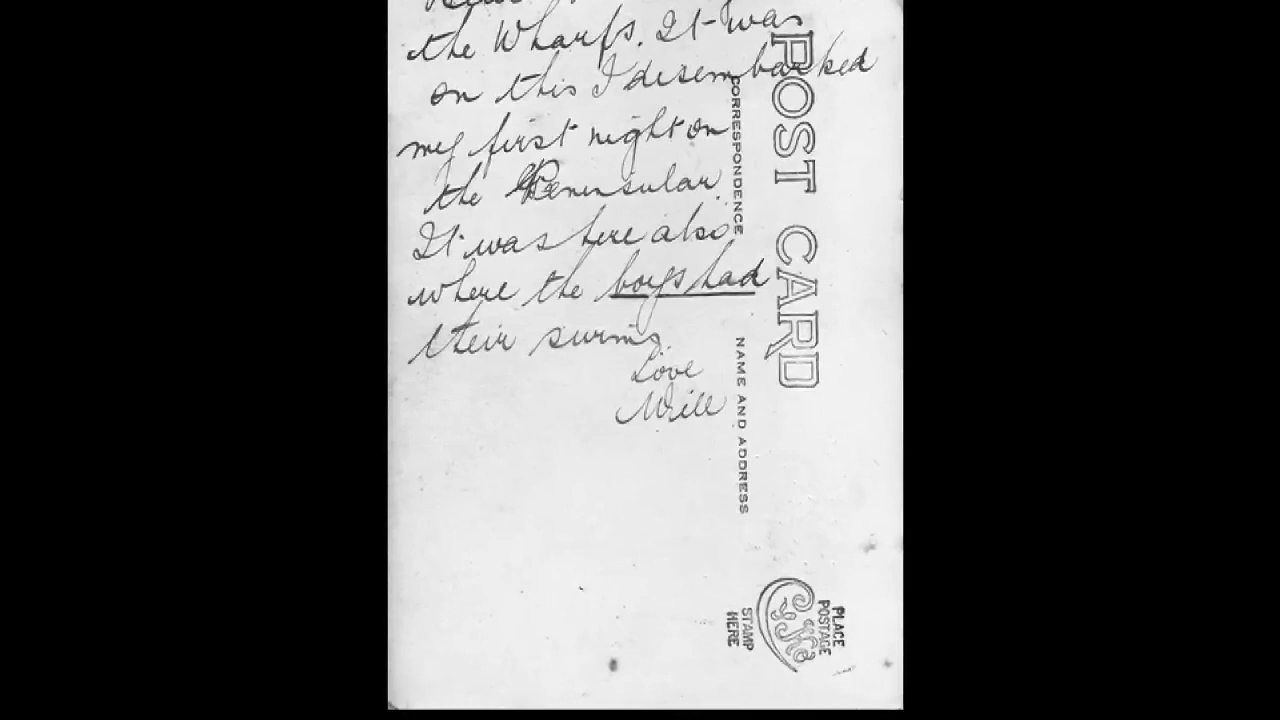 the Wharfs. It was
on this I disembarked
my first night on
the Peninsular.
It was here also
where the boys had
their swims
Love
Will
POST CARD
CORRESPONDENCE
NAME AND ADDRESS
PLACE
POSTAGE
STAMP
HERE